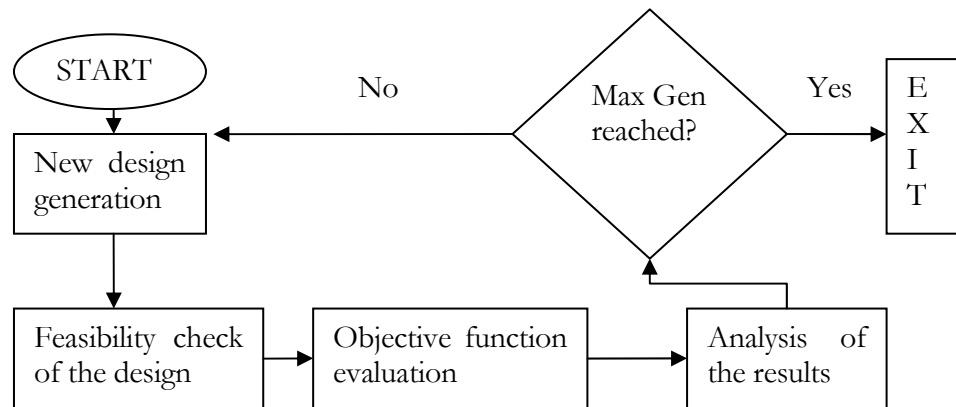 START
No
Max Gen
reached?
Yes
E
X
I
T
New design
generation
Feasibility check
of the design
Objective function
evaluation
Analysis of
the results